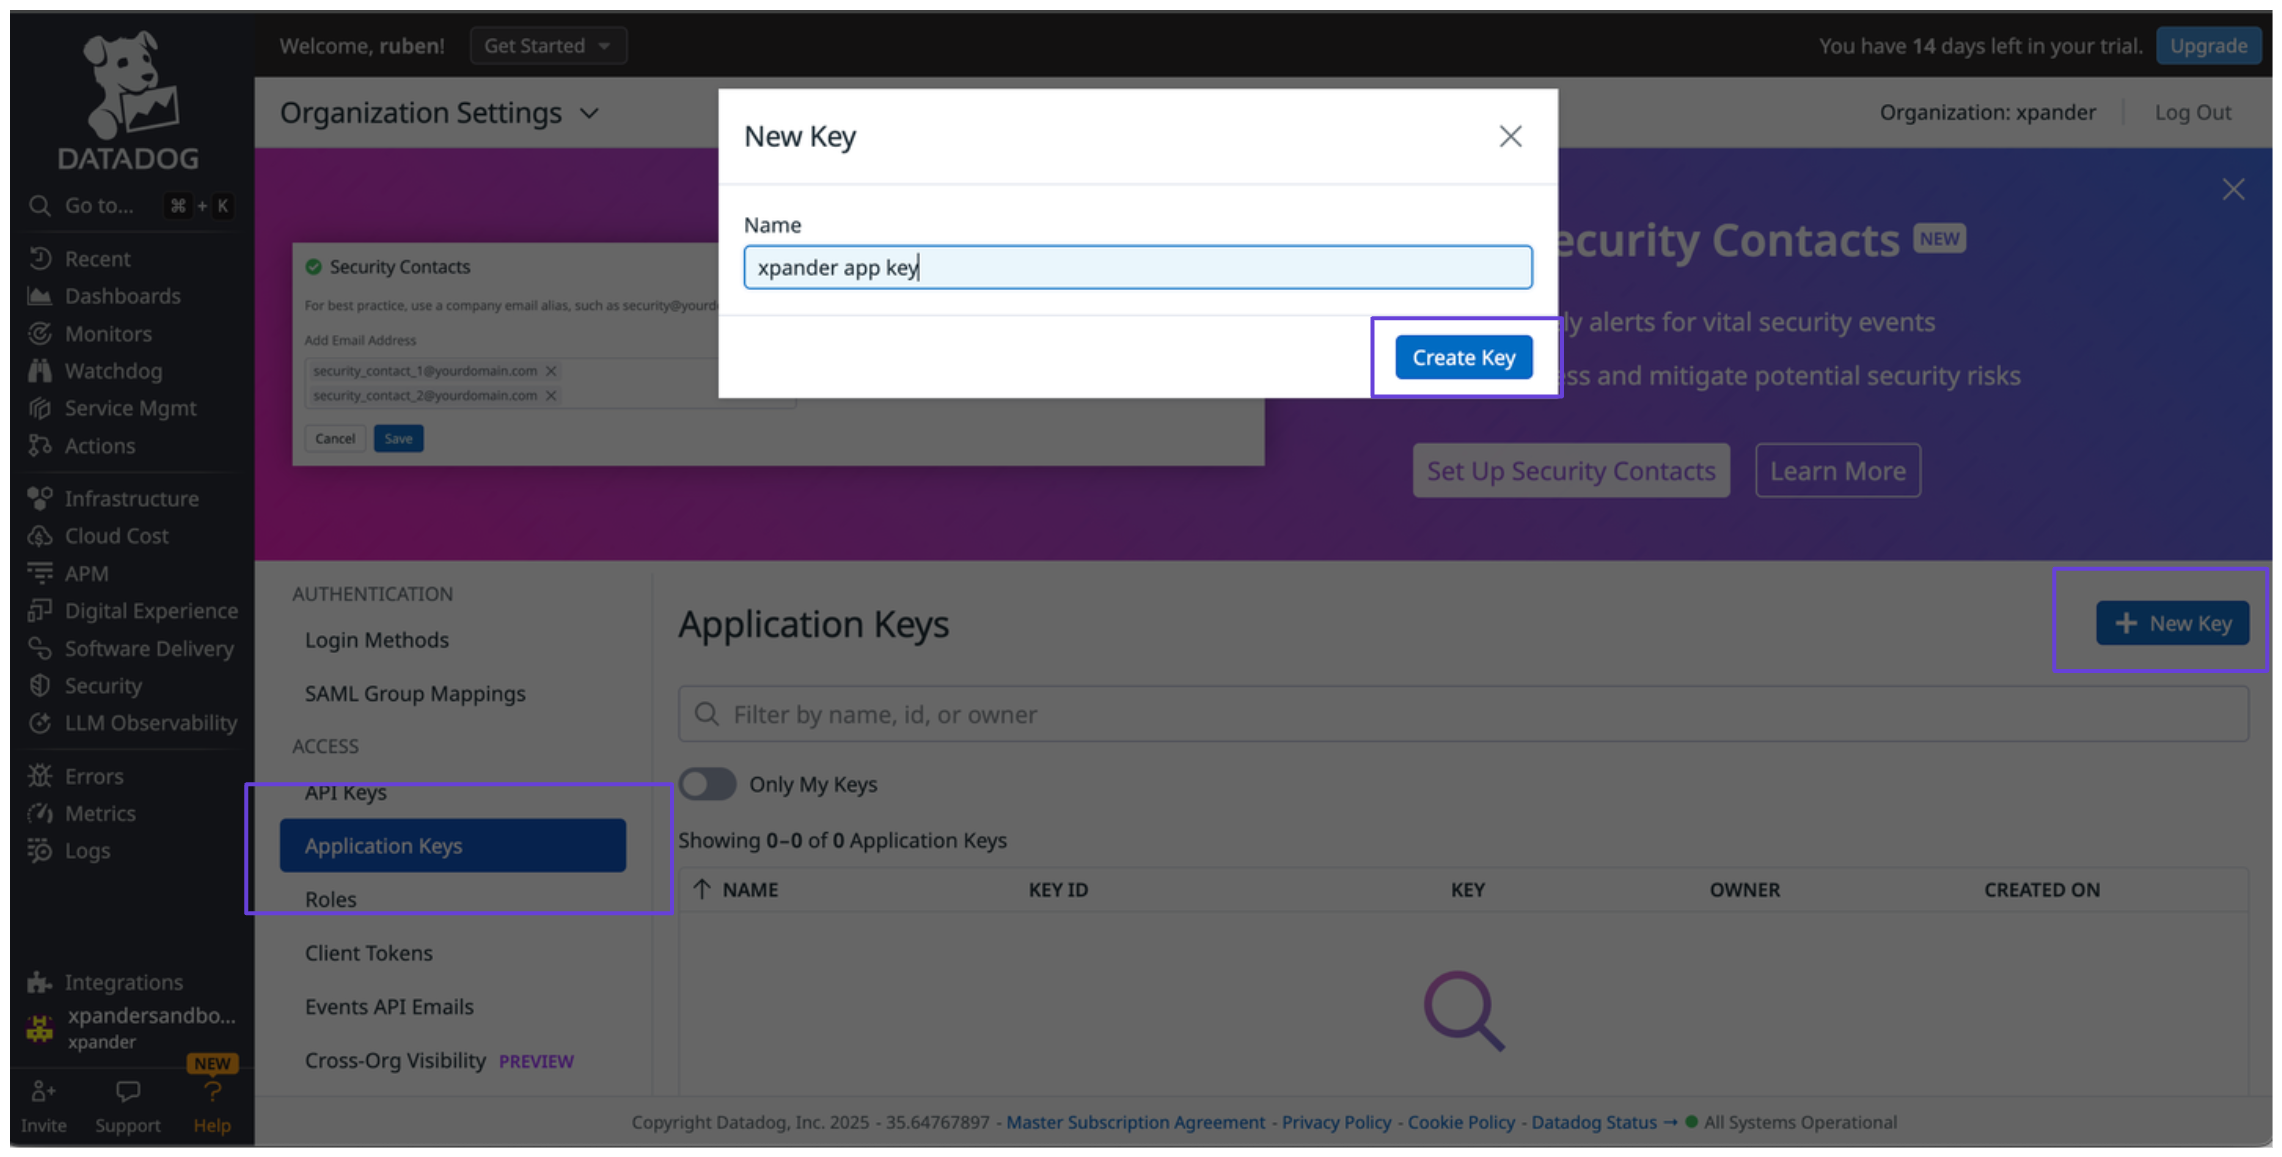 DATADOG
Go to... ⌘ + K
Recent
Dashboards
Monitors
Watchdog
Service Mgmt
Actions
Infrastructure
Cloud Cost
APM
Digital Experience
Software Delivery
Security
LLM Observability
Errors
Metrics
Logs
Integrations
xpandersandbo...
xpander
NEW
Invite
Support
Help
Welcome, ruben!
Get Started
You have 14 days left in your trial.
Upgrade
Organization Settings
Organization: xpander
Log Out
New Key
Name
xpander app key
Create Key
Security Contacts
For best practice, use a company email alias, such as
Add Email Address
security_contact_1@yourdomain.com
security_contact_2@yourdomain.com
Cancel
Save
ecurity Contacts NEW
ly alerts for vital security events
ss and mitigate potential security risks
Set Up Security Contacts
Learn More
AUTHENTICATION
Login Methods
SAML Group Mappings
ACCESS
API Keys
Application Keys
Roles
Client Tokens
Events API Emails
Cross-Org Visibility PREVIEW
Application Keys
+ New Key
Filter by name, id, or owner
Only My Keys
Showing 0–0 of 0 Application Keys
↑ NAME
KEY ID
KEY
OWNER
CREATED ON
Copyright Datadog, Inc. 2025 - 35.64767897 - Master Subscription Agreement - Privacy Policy - Cookie Policy - Datadog Status → All Systems Operational